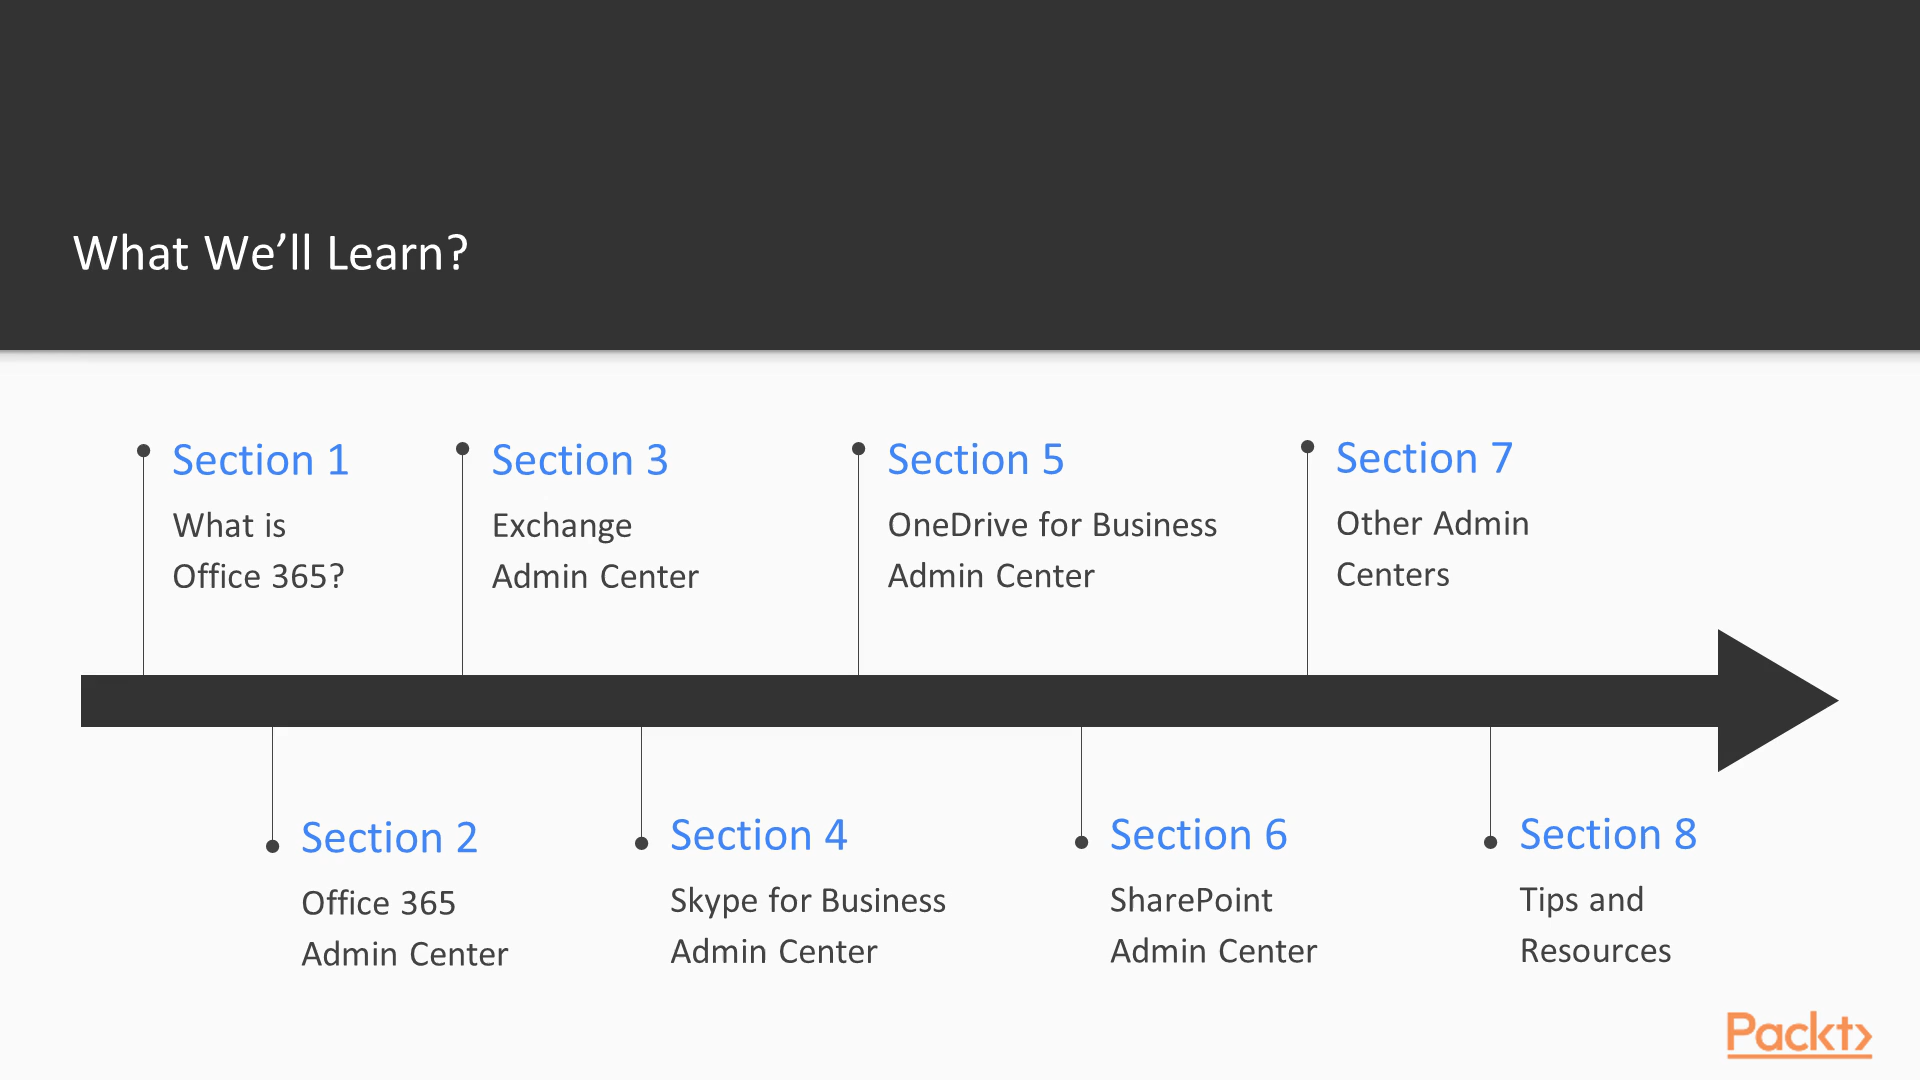 What We’ll Learn?
Section 1
What is
Office 365?
Section 2
Office 365
Admin Center
Section 3
Exchange
Admin Center
Section 4
Skype for Business
Admin Center
Section 5
OneDrive for Business
Admin Center
Section 6
SharePoint
Admin Center
Section 7
Other Admin
Centers
Section 8
Tips and
Resources
Packt>